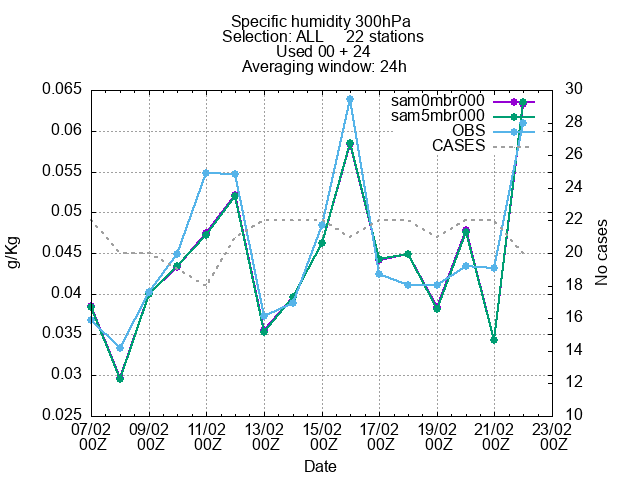 Specific humidity 300hPa
Selection: ALL     22 stations
Used 00 + 24
Averaging window: 24h
0.065
0.06
0.055
0.05
0.045
0.04
0.035
0.03
0.025
30
28
26
24
22
20
18
16
14
12
10
sam0mbr000
sam5mbr000
OBS
CASES
g/Kg
No cases
07/02 09/02 11/02 13/02 15/02 17/02 19/02 21/02 23/02
00Z 00Z 00Z 00Z 00Z 00Z 00Z 00Z 00Z
Date